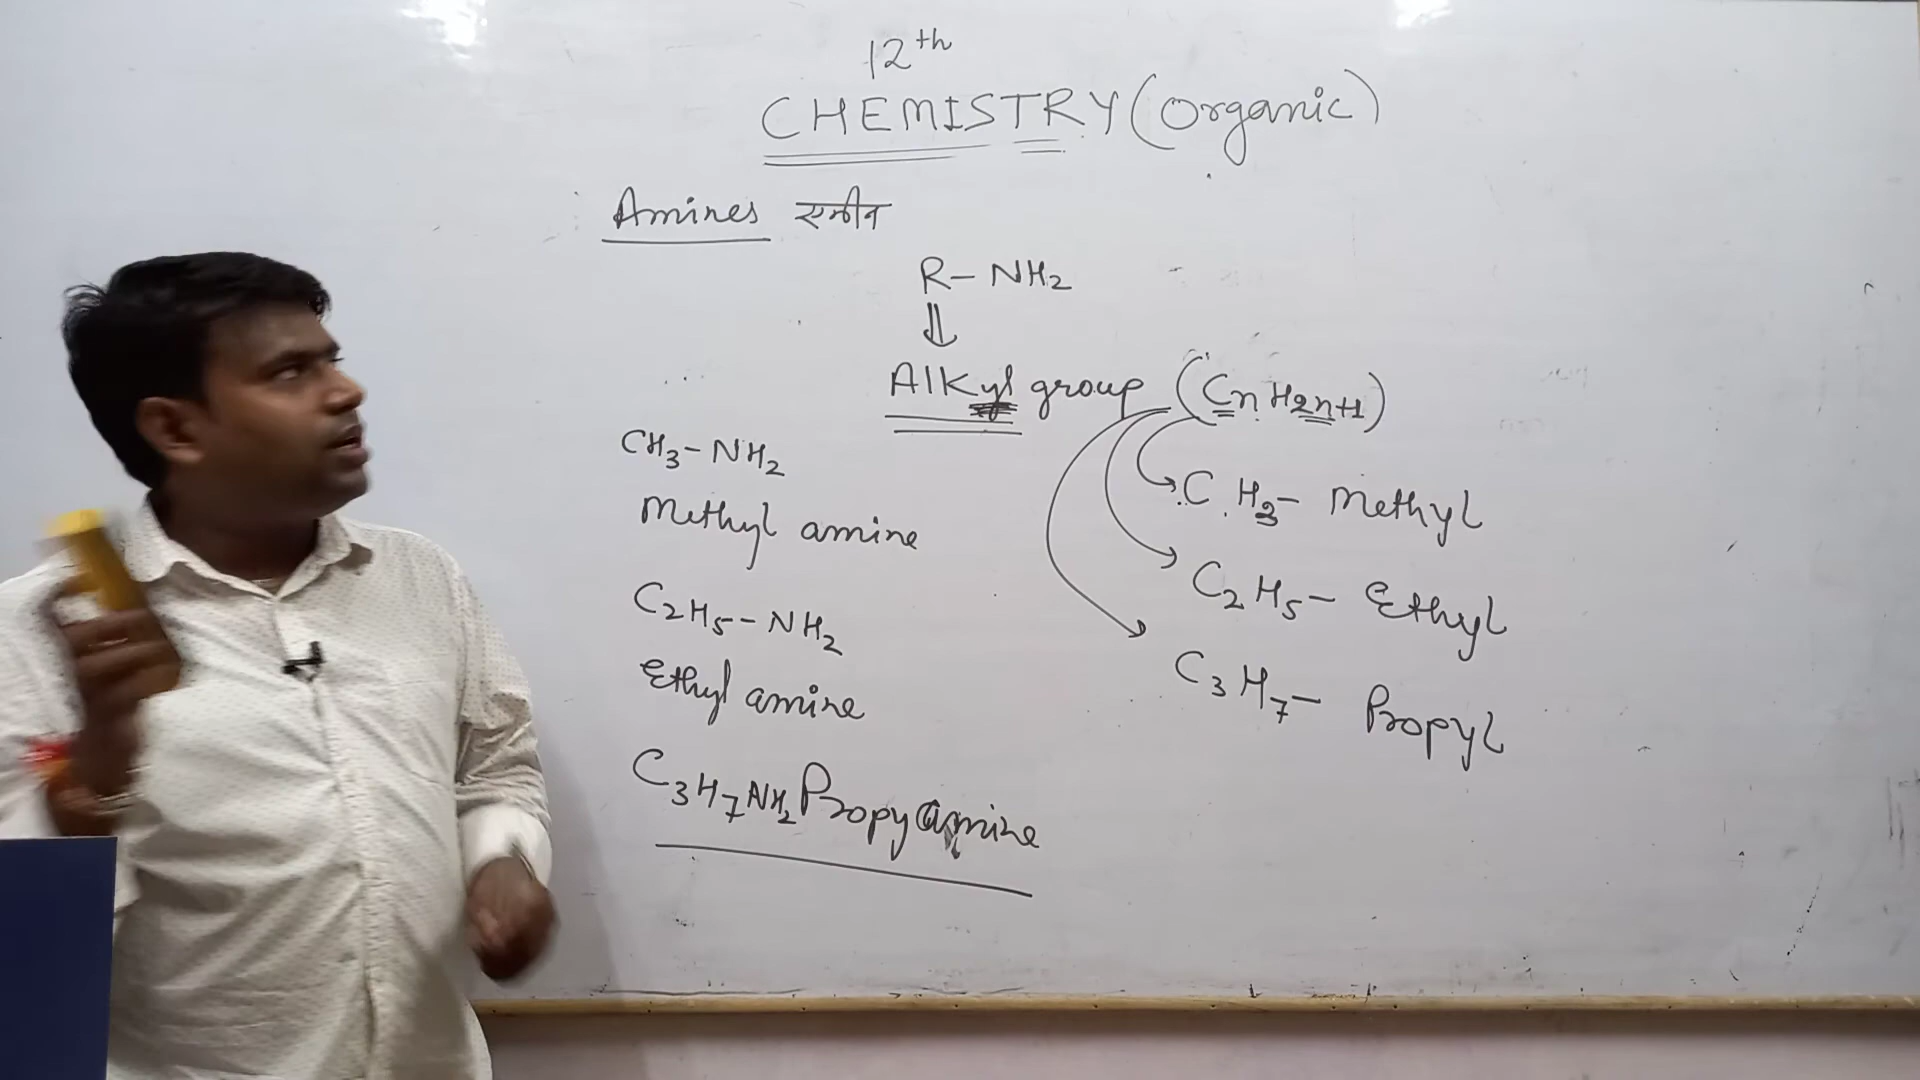 12th
CHEMISTRY (Organic)
Amines एमीन
R- NH2
⇓
Alkyl group (CnH2n+1)
CH3- NH2
Methyl amine
C H3- Methyl
C2H5-- NH2
C2H5- Ethyl
Ethyl amine
C3H7- Propyl
C3H7NH2 Propyamine